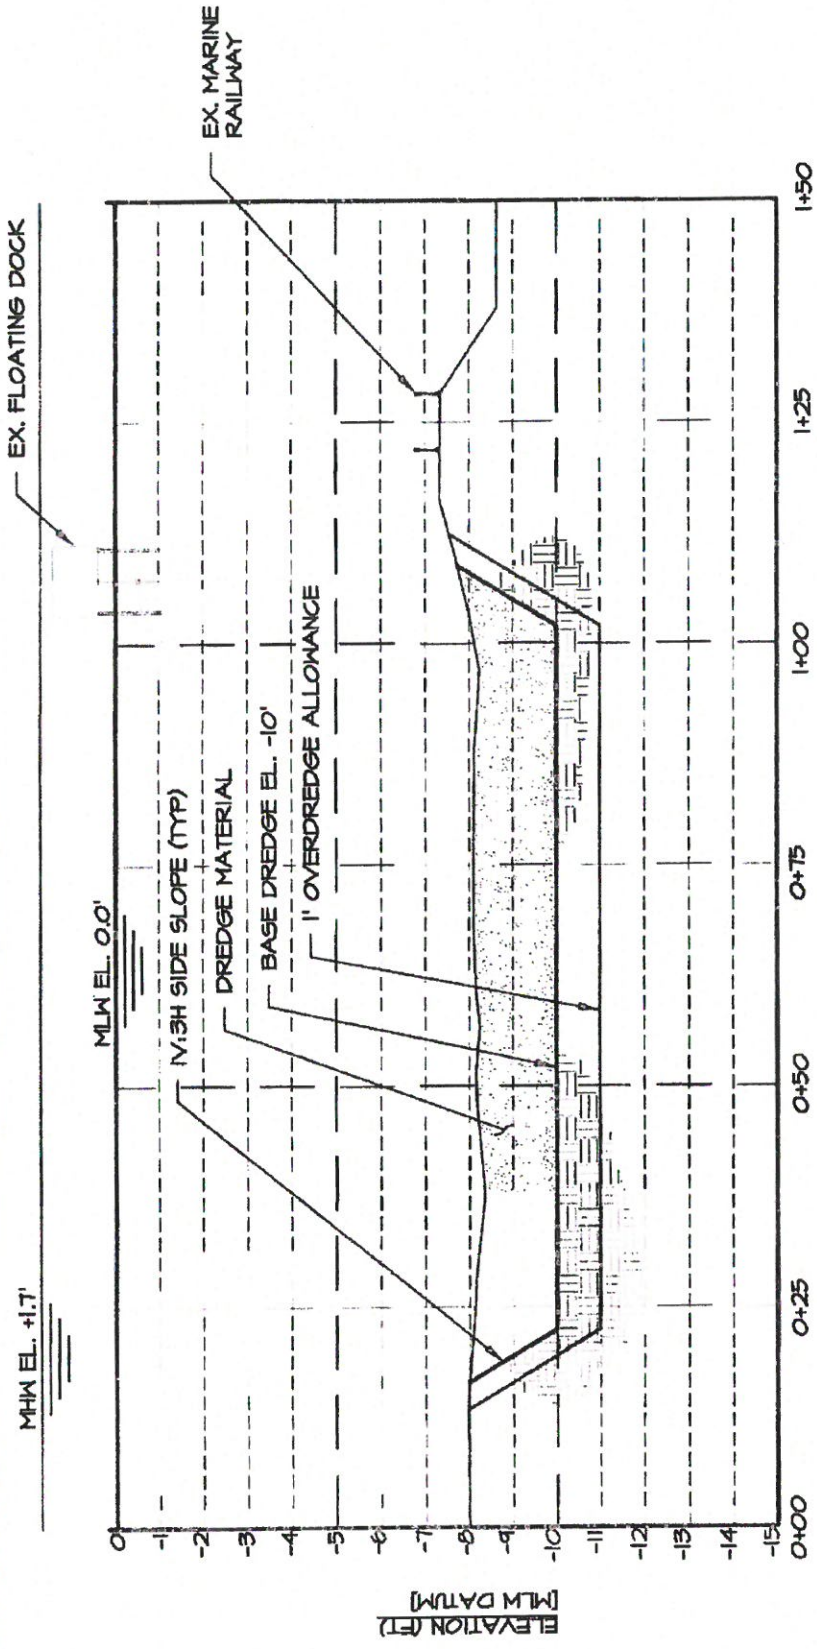 EX. FLOATING DOCK
MHW EL. +1.7'
MLW EL. 0.0'
EX. MARINE
RAILWAY
1V:3H SIDE SLOPE (TYP)
DREDGE MATERIAL
BASE DREDGE EL. -10'
1' OVERDREDGE ALLOWANCE
ELEVATION (FT)
[MLW DATUM]
0
-1
-2
-3
-4
-5
-6
-7
-8
-9
-10
-11
-12
-13
-14
-15
0+00
0+25
0+50
0+75
1+00
1+25
1+50